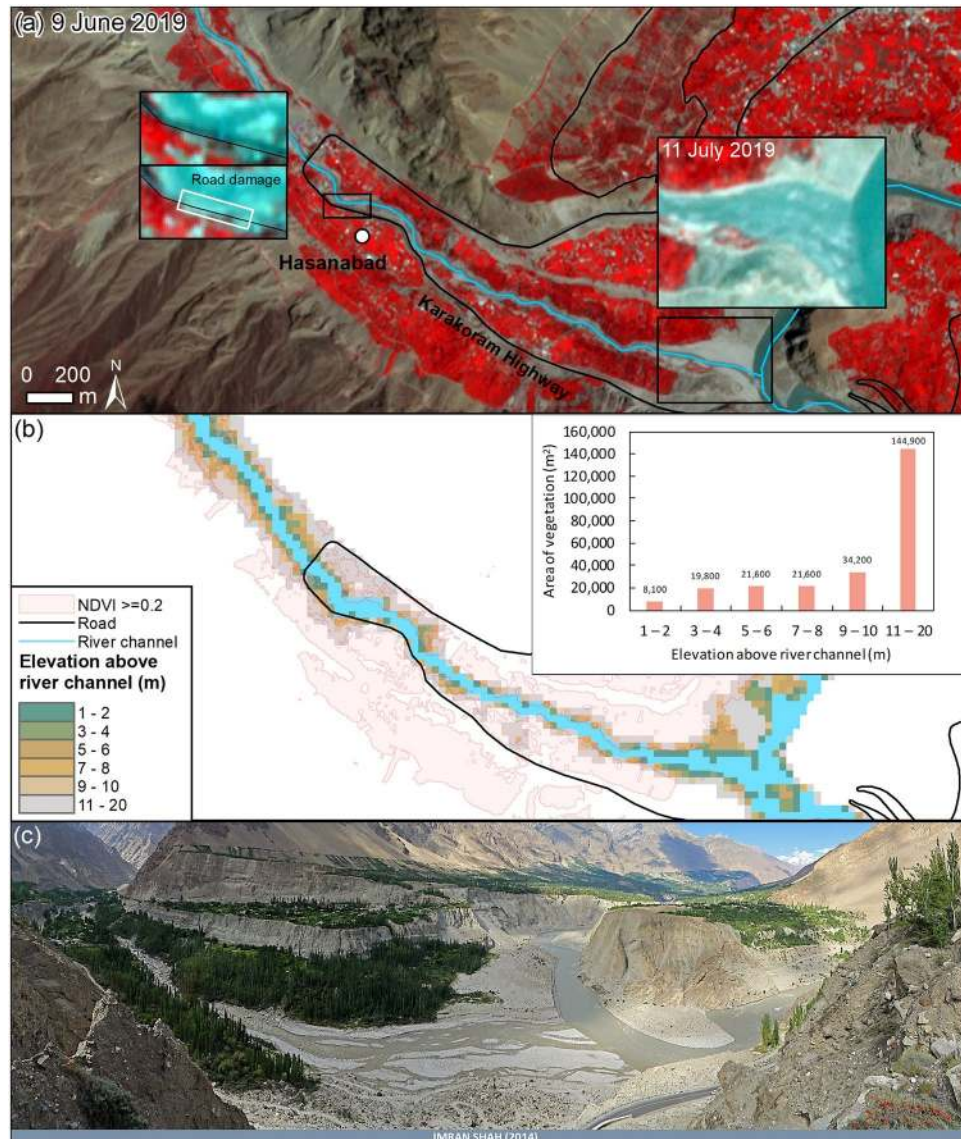 (a) 9 June 2019
11 July 2019
Road damage
Hasanabad
Karakoram Highway
0 200
m
N
(b)
160,000
140,000
120,000
100,000
80,000
60,000
40,000
20,000
0
Area of vegetation (m²)
8,100
19,800
21,600
21,600
34,200
144,900
1 – 2
3 – 4
5 – 6
7 – 8
9 – 10
11 – 20
Elevation above river channel (m)
NDVI >=0.2
Road
River channel
Elevation above
river channel (m)
1 - 2
3 - 4
5 - 6
7 - 8
9 - 10
11 - 20
(c)
IMRAN SHAH (2014)